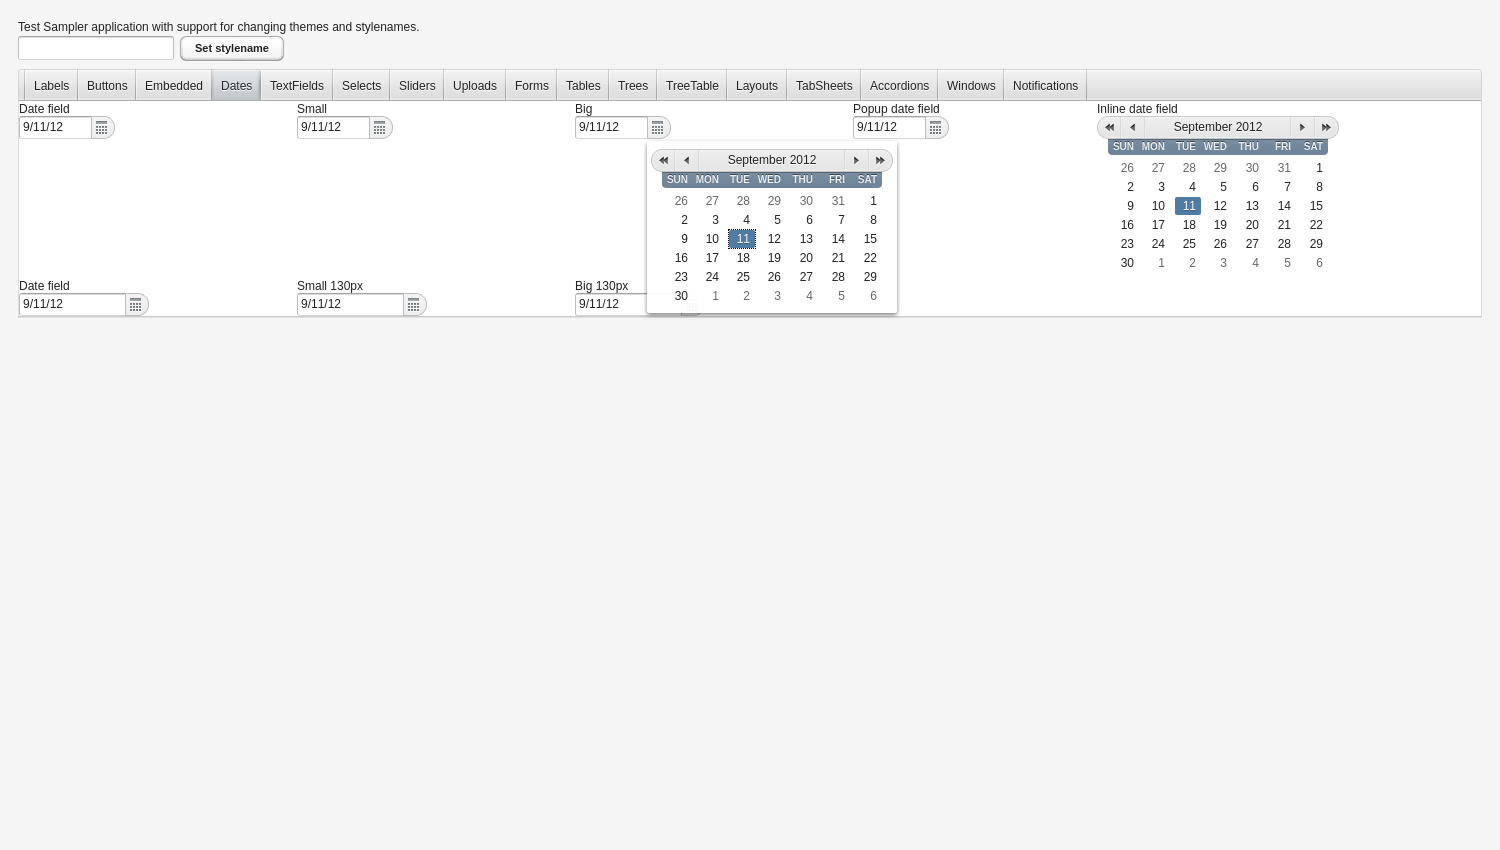 Test Sampler application with support for changing themes and stylenames.
Set stylename
Labels Buttons Embedded Dates TextFields Selects Sliders Uploads Forms Tables Trees TreeTable Layouts TabSheets Accordions Windows Notifications
Date field Small Big Popup date field Inline date field
9/11/12 9/11/12 9/11/12 9/11/12 September 2012
SUN MON TUE WED THU FRI SAT
26 27 28 29 30 31 1
2 3 4 5 6 7 8
9 10 11 12 13 14 15
16 17 18 19 20 21 22
23 24 25 26 27 28 29
30 1 2 3 4 5 6
September 2012
SUN MON TUE WED THU FRI SAT
26 27 28 29 30 31 1
2 3 4 5 6 7 8
9 10 11 12 13 14 15
16 17 18 19 20 21 22
23 24 25 26 27 28 29
30 1 2 3 4 5 6
Date field Small 130px Big 130px
9/11/12 9/11/12 9/11/12